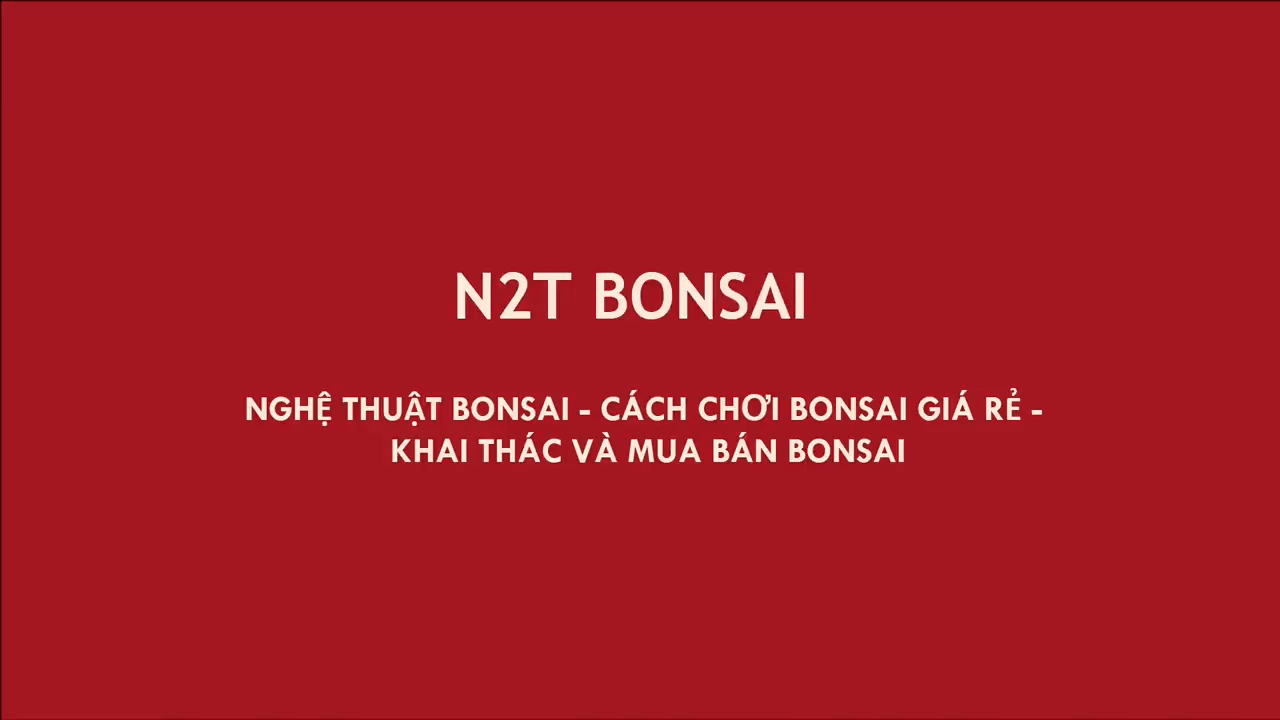 N2T BONSAI
NGHỆ THUẬT BONSAI - CÁCH CHƠI BONSAI GIÁ RẺ -
KHAI THÁC VÀ MUA BÁN BONSAI